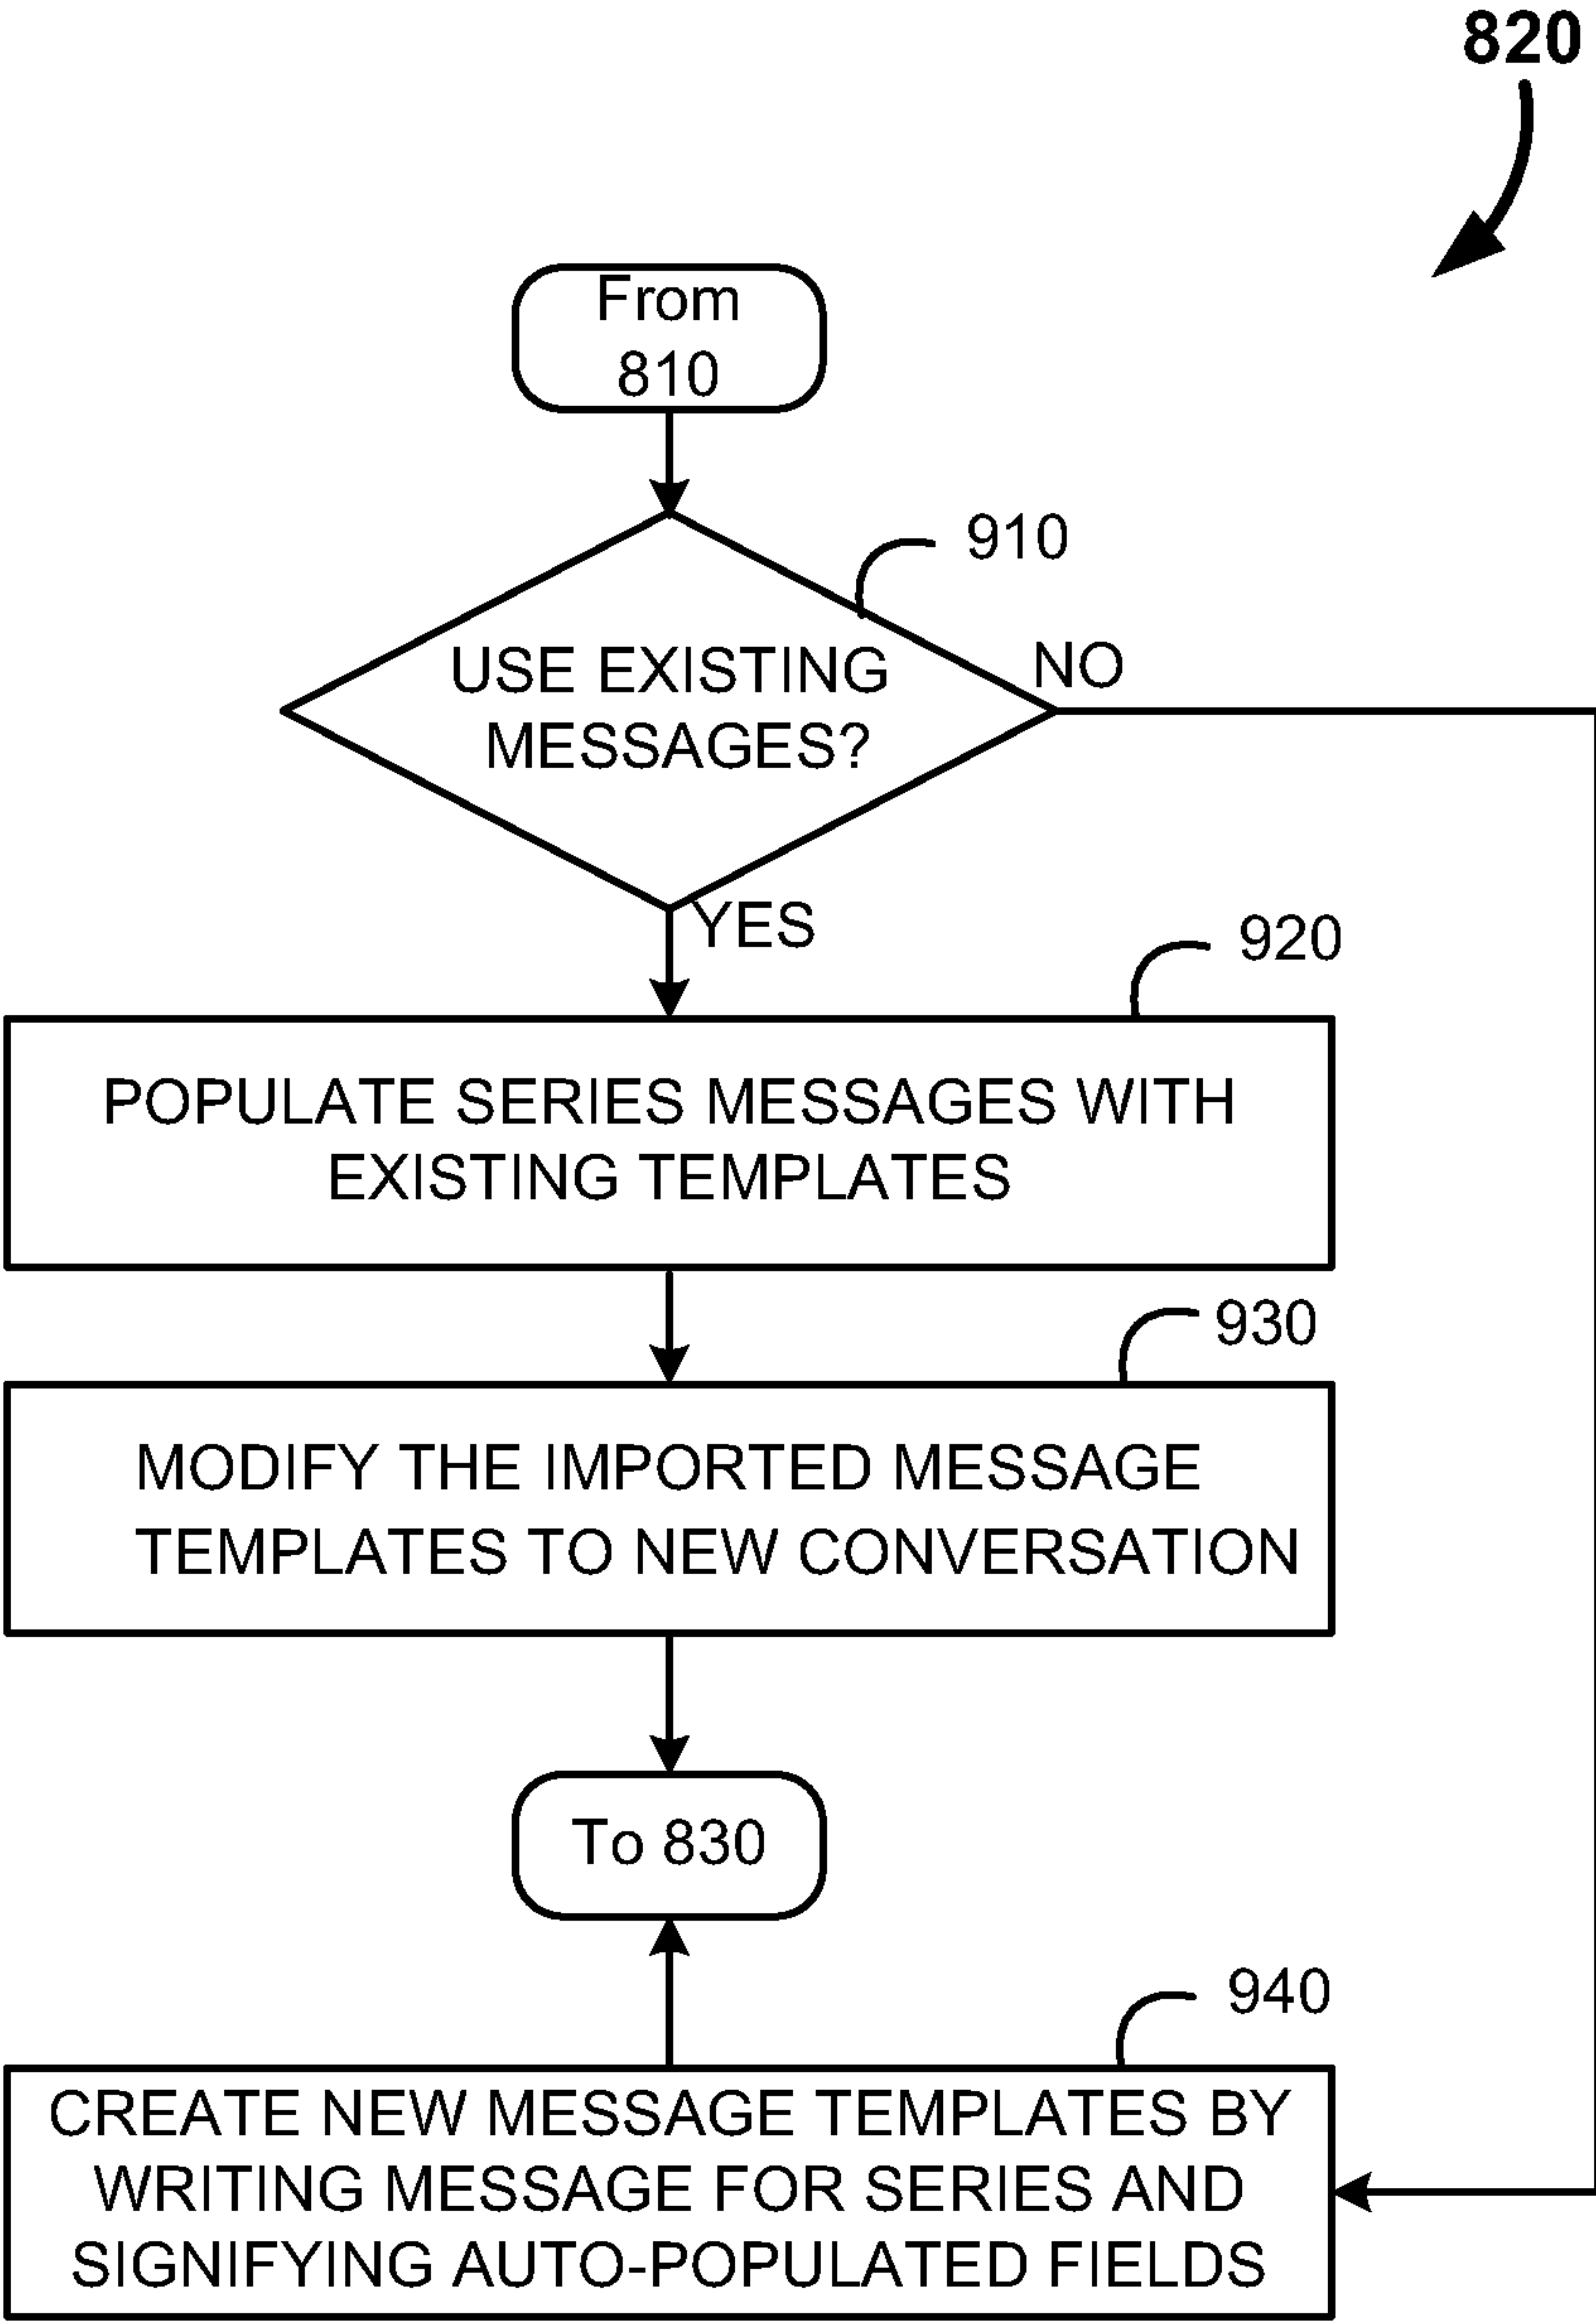 820
From
810
910
USE EXISTING
MESSAGES?
NO
YES
920
POPULATE SERIES MESSAGES WITH
EXISTING TEMPLATES
930
MODIFY THE IMPORTED MESSAGE
TEMPLATES TO NEW CONVERSATION
To 830
940
CREATE NEW MESSAGE TEMPLATES BY
WRITING MESSAGE FOR SERIES AND
SIGNIFYING AUTO-POPULATED FIELDS